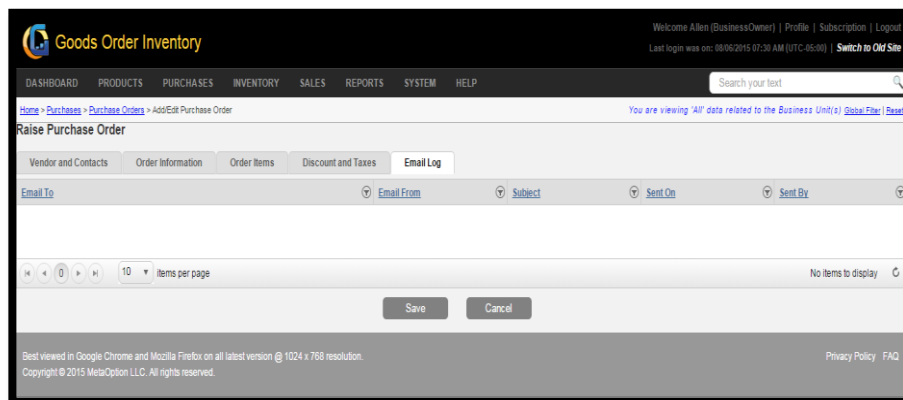 Welcome Allen (BusinessOwner) | Profile | Subscription | Logout
Goods Order Inventory
Last login was on: 08/06/2015 07:30 AM (UTC-05:00) | Switch to Old Site
DASHBOARD PRODUCTS PURCHASES INVENTORY SALES REPORTS SYSTEM HELP Search your text
Home > Purchases > Purchase Orders > Add/Edit Purchase Order You are viewing 'All' data related to the Business Unit(s) Global Filter | Reset
Raise Purchase Order
Vendor and Contacts Order Information Order Items Discount and Taxes Email Log
Email To Email From Subject Sent On Sent By
0 10 items per page No items to display
Save Cancel
Best viewed in Google Chrome and Mozilla Firefox on all latest version @ 1024 x 768 resolution. Privacy Policy FAQ
Copyright © 2015 MetaOption LLC. All rights reserved.